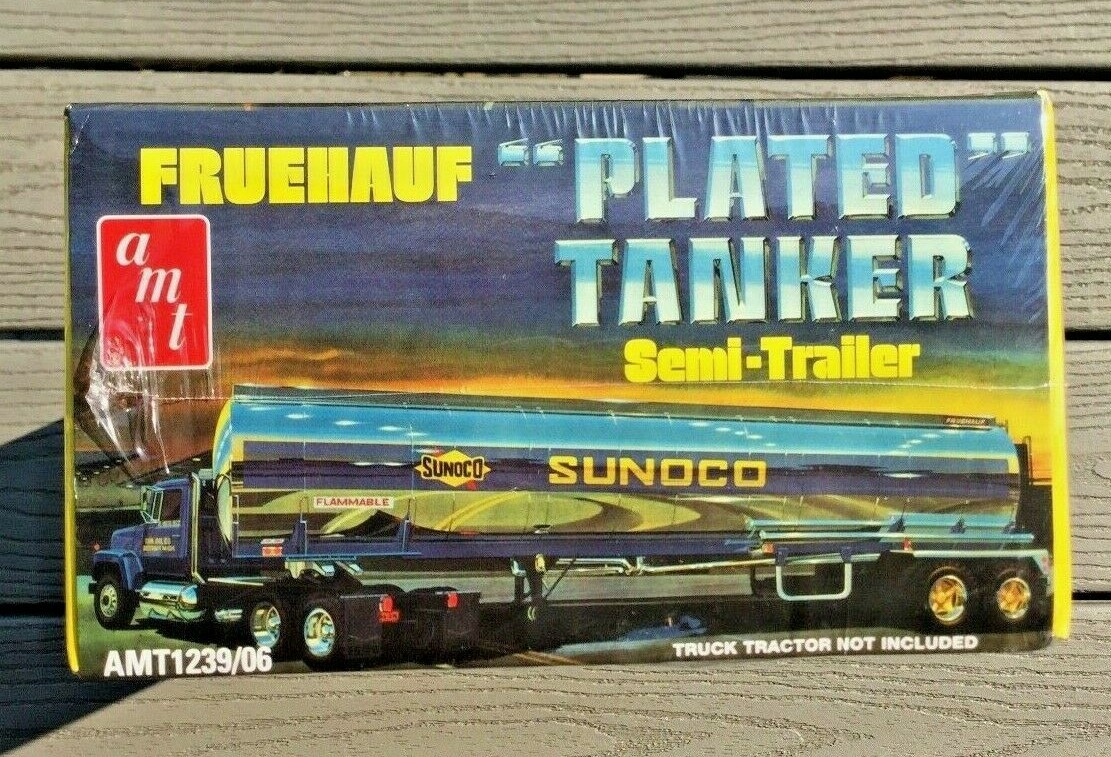 FRUEHAUF
"PLATED"
TANKER
Semi-Trailer
amt
FRUEHAUF
SUNOCO
SUNOCO
FLAMMABLE
TRUCK TRACTOR NOT INCLUDED
AMT1239/06